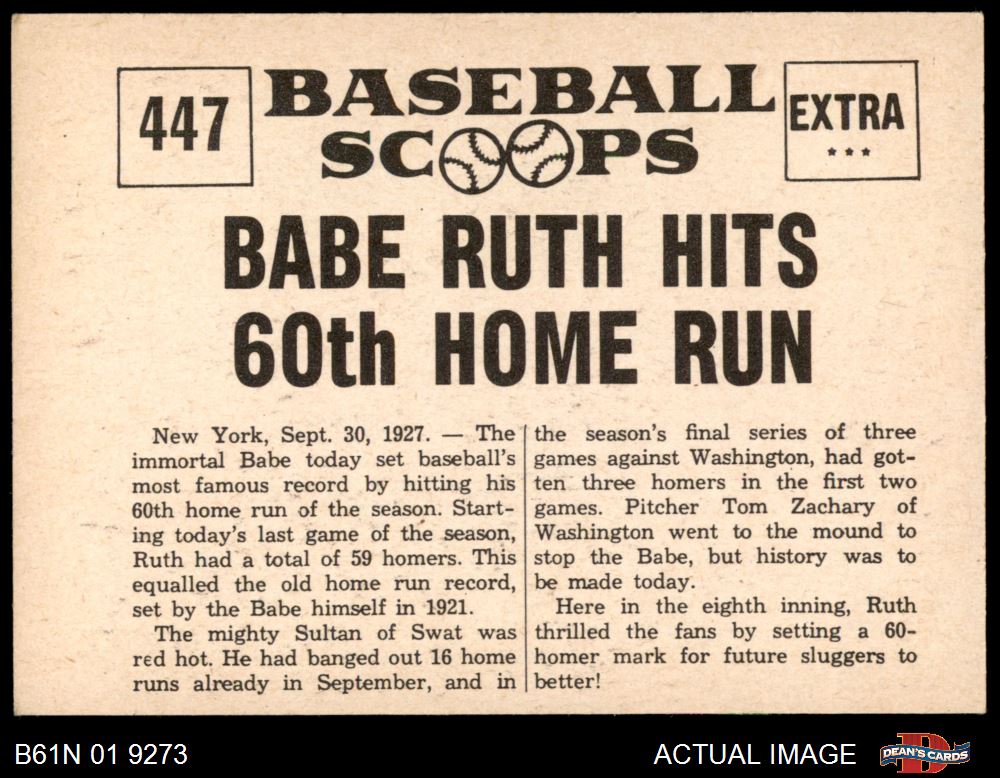 447
BASEBALL
SCOOPS
EXTRA
***
BABE RUTH HITS
60th HOME RUN
New York, Sept. 30, 1927. — The
immortal Babe today set baseball's
most famous record by hitting his
60th home run of the season. Start-
ing today's last game of the season,
Ruth had a total of 59 homers. This
equalled the old home run record,
set by the Babe himself in 1921.
The mighty Sultan of Swat was
red hot. He had banged out 16 home
runs already in September, and in
the season's final series of three
games against Washington, had got-
ten three homers in the first two
games. Pitcher Tom Zachary of
Washington went to the mound to
stop the Babe, but history was to
be made today.
Here in the eighth inning, Ruth
thrilled the fans by setting a 60-
homer mark for future sluggers to
better!
B61N 01 9273
ACTUAL IMAGE
D
DEAN'S CARDS